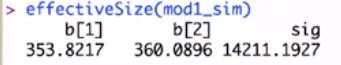 > effectiveSize(mod1_sim)
b[1] b[2] sig
353.8217 360.0896 14211.1927